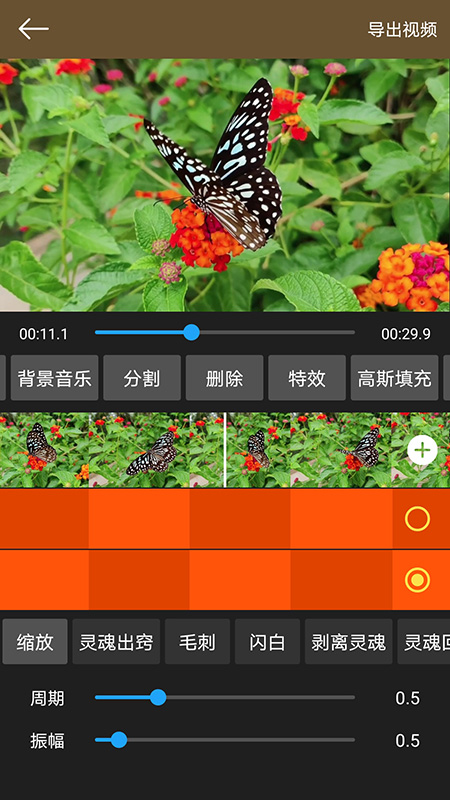 导出视频
00:11.1 00:29.9
背景音乐 分割 删除 特效 高斯填充
缩放 灵魂出窍 毛刺 闪白 剥离灵魂 灵魂
周期 0.5
振幅 0.5